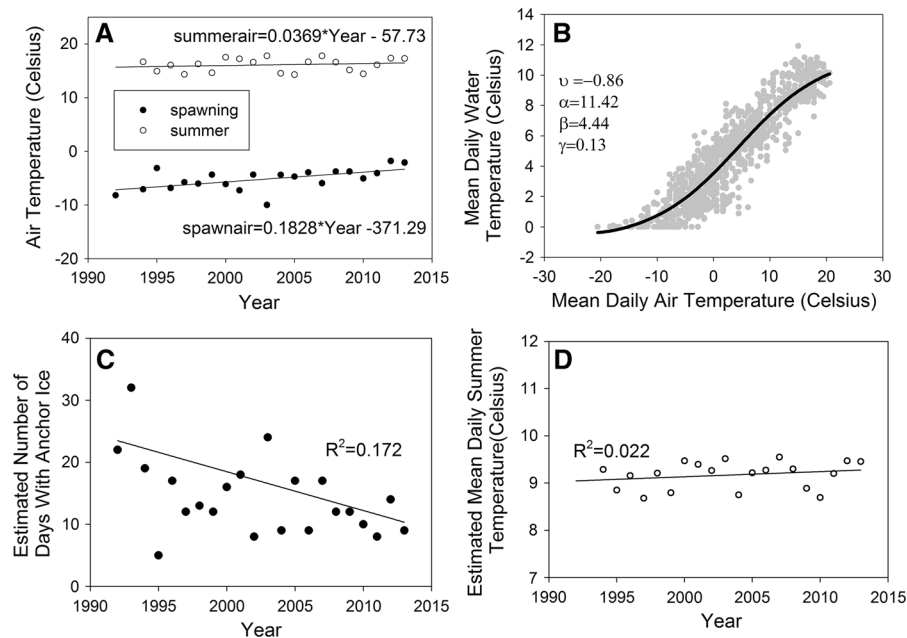 A
summerair=0.0369*Year - 57.73
spawning
summer
spawnair=0.1828*Year -371.29
Air Temperature (Celsius)
20
10
0
-10
-20
1990
1995
2000
2005
2010
2015
Year
B
υ=−0.86
α=11.42
β=4.44
γ=0.13
Mean Daily Water
Temperature (Celsius)
14
12
10
8
6
4
2
0
-2
-30
-20
-10
0
10
20
30
Mean Daily Air Temperature (Celsius)
C
R²=0.172
Estimated Number of
Days With Anchor Ice
40
30
20
10
0
1990
1995
2000
2005
2010
2015
Year
D
R²=0.022
Estimated Mean Daily Summer
Temperature(Celsius)
12
11
10
9
8
7
1990
1995
2000
2005
2010
2015
Year